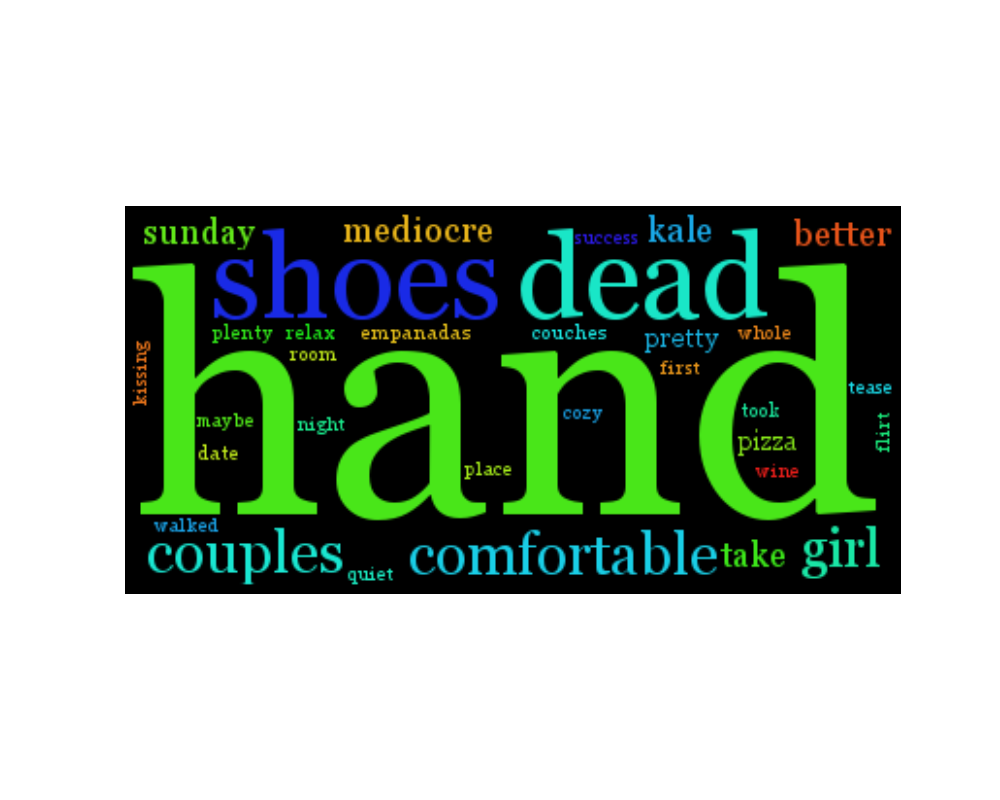 sunday
mediocre
success
kale
better
shoes
dead
plenty
relax
empanadas
couches
pretty
whole
room
first
kissing
hand
tease
maybe
night
cozy
took
flirt
date
pizza
place
wine
walked
couples
quiet
comfortable
take
girl